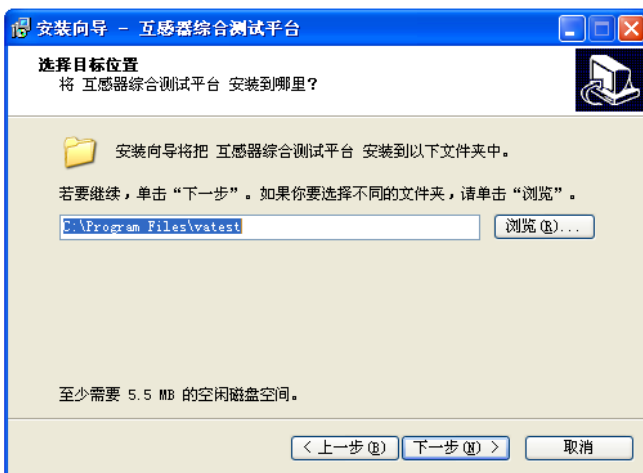 安装向导 - 互感器综合测试平台
选择目标位置
将 互感器综合测试平台 安装到哪里?
安装向导将把 互感器综合测试平台 安装到以下文件夹中。
若要继续,单击“下一步”。如果你要选择不同的文件夹,请单击“浏览”。
C:\Program Files\vatest
浏览(R)...
至少需要 5.5 MB 的空闲磁盘空间。
< 上一步(B) 下一步(N) > 取消